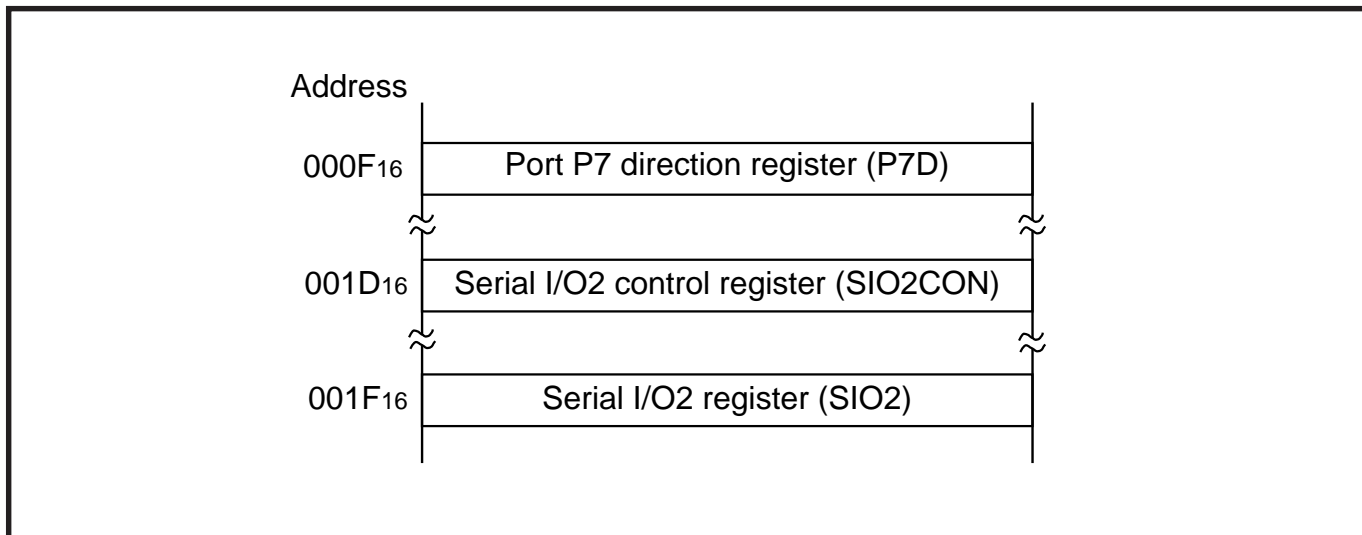 Address
000F16 Port P7 direction register (P7D)
001D16 Serial I/O2 control register (SIO2CON)
001F16 Serial I/O2 register (SIO2)